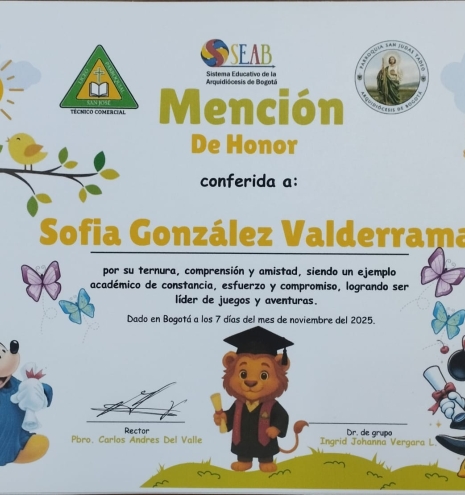 SEAB
Sistema Educativo de la
Arquidiócesis de Bogotá
SAN JOSE
TÉCNICO COMERCIAL
PARROQUIA SAN JUDAS TADEO
ARQUIDIÓCESIS DE BOGOTÁ
Mención
De Honor
conferida a:
Sofia González Valderrama
por su ternura, comprensión y amistad, siendo un ejemplo
académico de constancia, esfuerzo y compromiso, logrando ser
líder de juegos y aventuras.
Dado en Bogotá a los 7 días del mes de noviembre del 2025.
Rector
Pbro. Carlos Andres Del Valle
Dr. de grupo
Ingrid Johanna Vergara L.